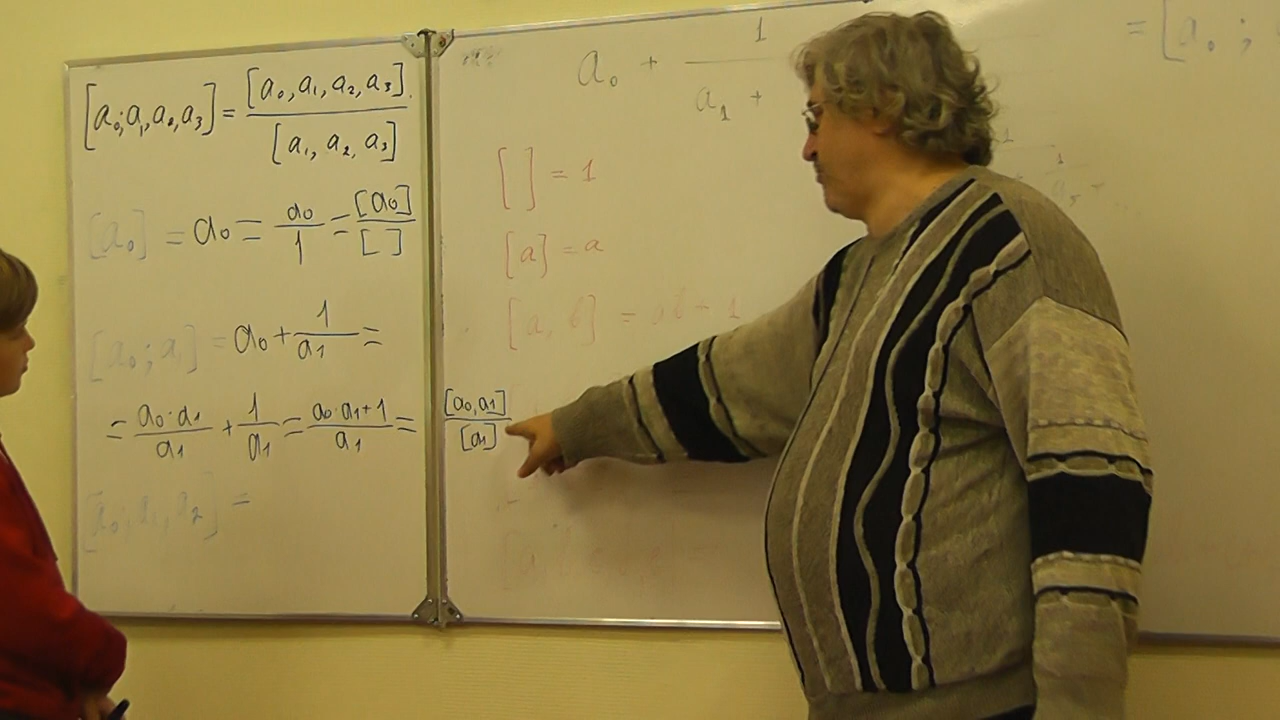 [a₀;a₁,a₂,a₃] = [a₀,a₁,a₂,a₃] / [a₁,a₂,a₃]
[a₀] = a₀ = a₀/1 = [a₀]/[ ]
[a₀;a₁] = a₀ + 1/a₁ =
= a₀·a₁/a₁ + 1/a₁ = a₀·a₁+1/a₁ = [a₀,a₁]/[a₁]
[a₀;a₁,a₂] =
a₀ + 1
a₁ +
[ ] = 1
[a] = a
[a, b] = ab + 1
= [a₀;